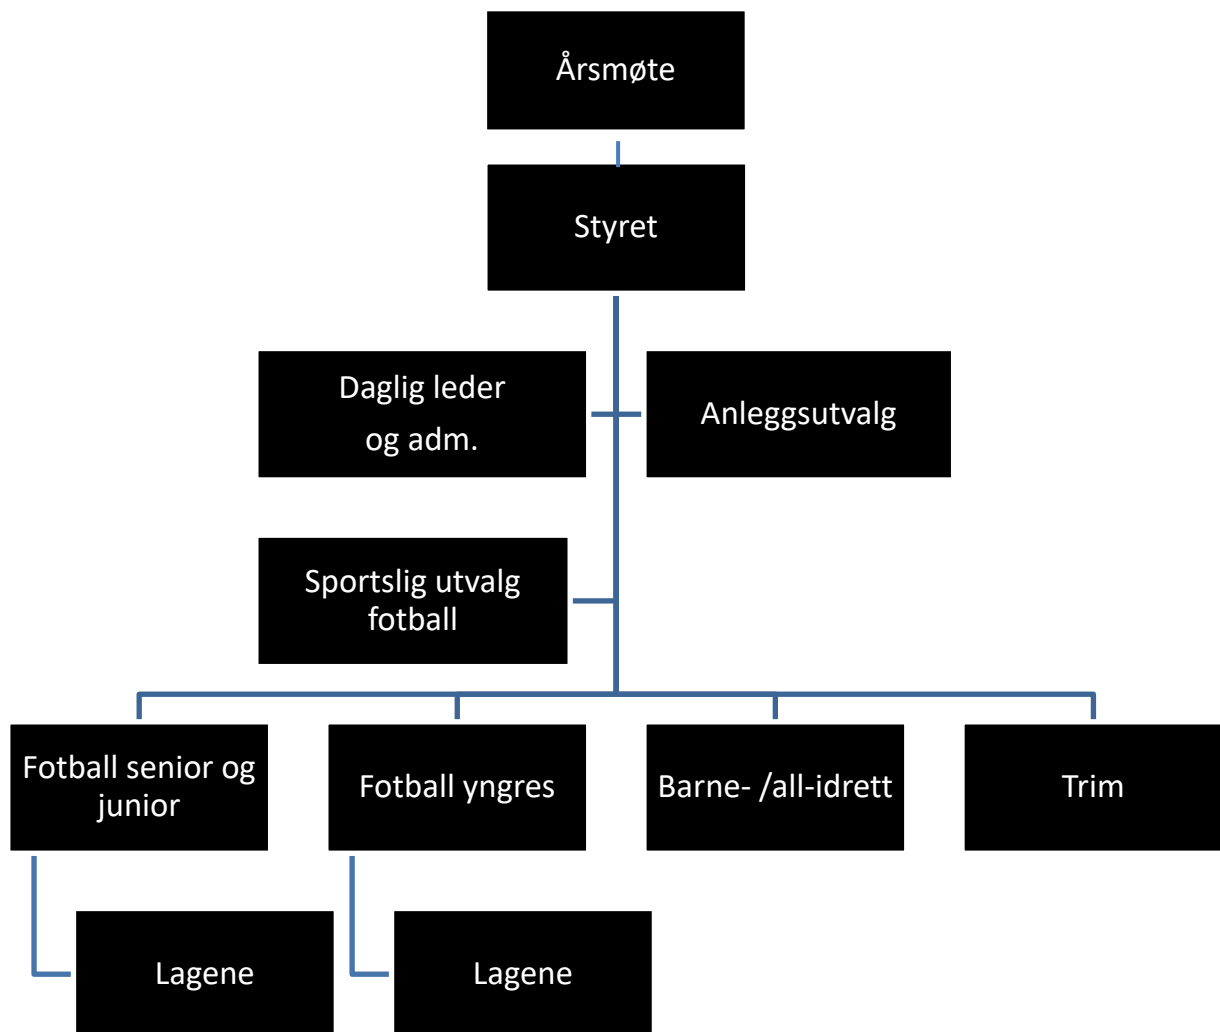 Årsmøte
Styret
Daglig leder
og adm.
Anleggsutvalg
Sportslig utvalg
fotball
Fotball senior og
junior
Fotball yngres
Barne- /all-idrett
Trim
Lagene
Lagene